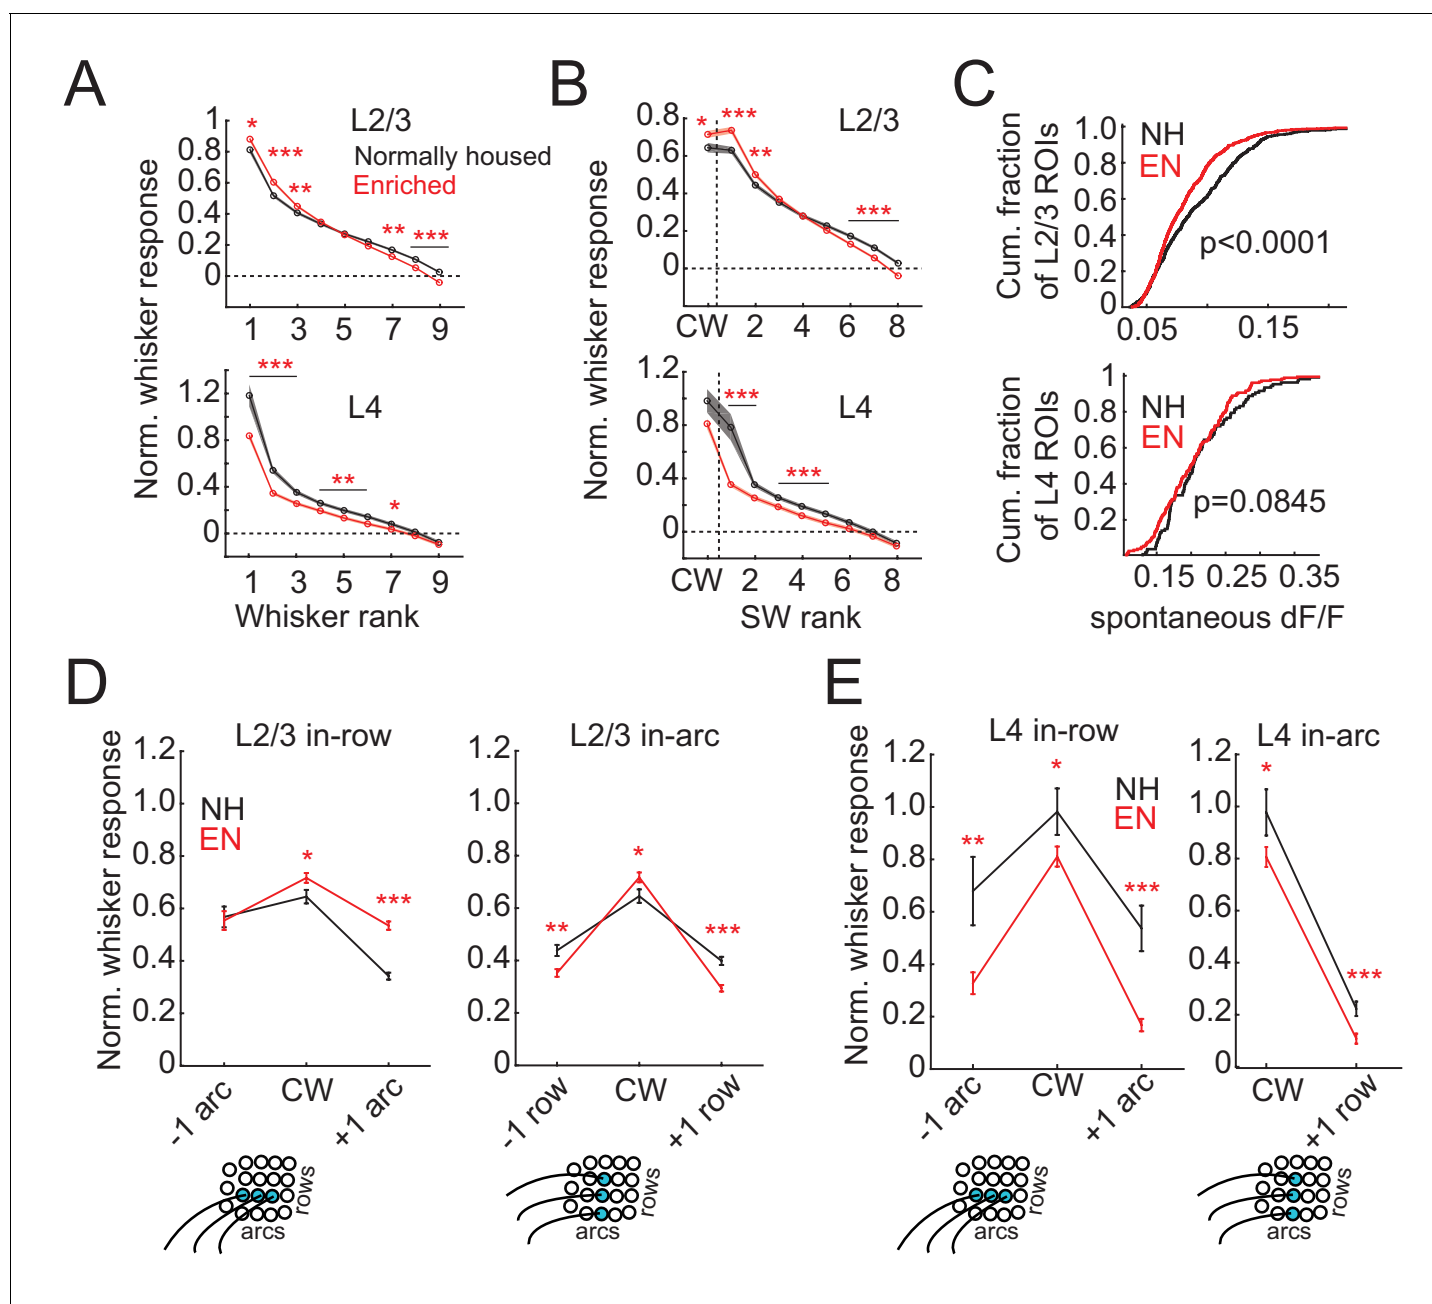 A
Norm. whisker response
1
0.8
0.6
0.4
0.2
0
*
***
**
**
***
L2/3
Normally housed
Enriched
1 3 5 7 9
1.2
0.8
0.4
0
***
**
*
L4
1 3 5 7 9
Whisker rank
B
Norm. whisker response
0.8
0.6
0.4
0.2
0
*
***
**
***
L2/3
CW 2 4 6 8
1.2
0.8
0.4
0
***
***
L4
CW 2 4 6 8
SW rank
C
Cum. fraction
of L2/3 ROIs
1.0
0.8
0.6
0.4
0.2
0
NH
EN
p<0.0001
0.05 0.15
Cum. fraction
of L4 ROIs
1
0.8
0.6
0.4
0.2
NH
EN
p=0.0845
0.15 0.25 0.35
spontaneous dF/F
D
Norm. whisker response
L2/3 in-row
1.2
1.0
0.8
0.6
0.4
0.2
0
NH
EN
*
***
-1 arc CW +1 arc
rows
arcs
L2/3 in-arc
1.2
1.0
0.8
0.6
0.4
0.2
0
**
*
***
-1 row CW +1 row
rows
arcs
E
Norm. whisker response
L4 in-row
1.2
1.0
0.8
0.6
0.4
0.2
0
**
*
***
NH
EN
-1 arc CW +1 arc
rows
arcs
L4 in-arc
1.2
1.0
0.8
0.6
0.4
0.2
0
*
***
CW +1 row
rows
arcs